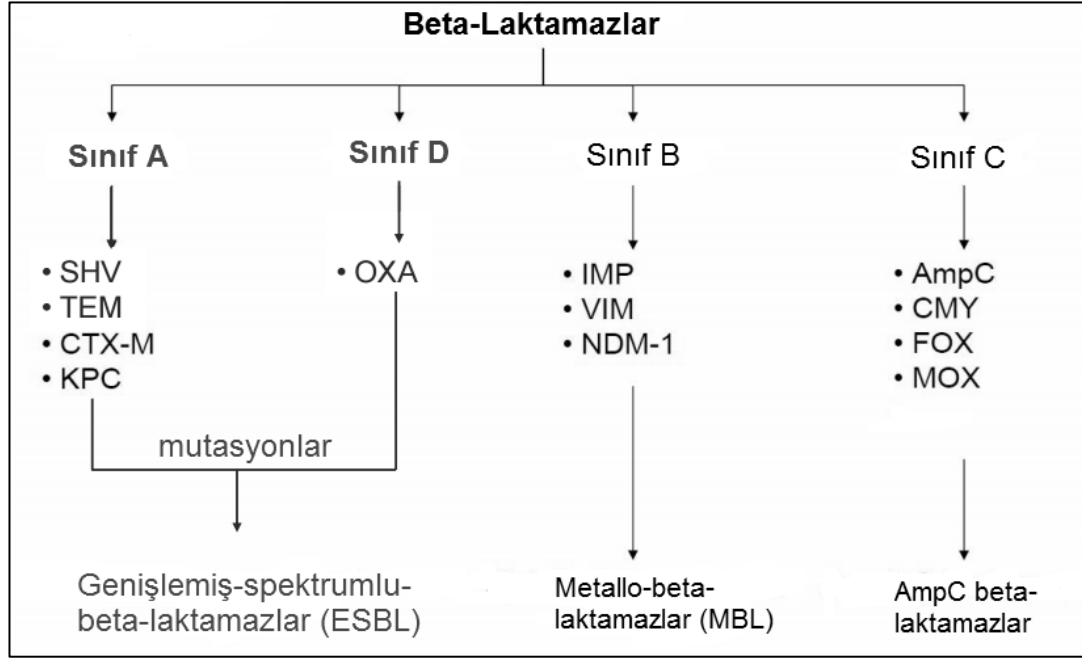 Beta-Laktamazlar
Sınıf A
Sınıf D
Sınıf B
Sınıf C
• SHV
• TEM
• CTX-M
• KPC
• OXA
• IMP
• VIM
• NDM-1
• AmpC
• CMY
• FOX
• MOX
mutasyonlar
Genişlemiş-spektrumlu-
beta-laktamazlar (ESBL)
Metallo-beta-
laktamazlar (MBL)
AmpC beta-
laktamazlar